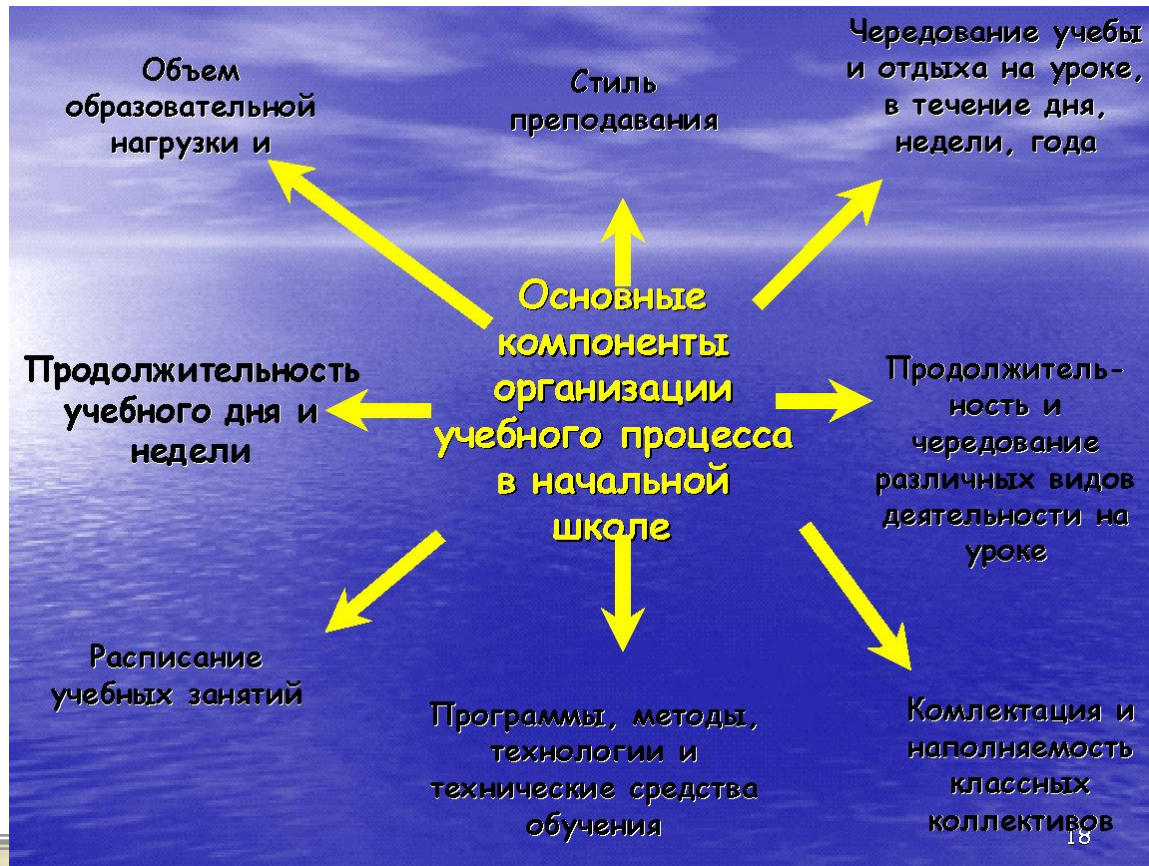 Объем
образовательной
нагрузки и
Стиль
преподавания
Чередование учебы
и отдыха на уроке,
в течение дня,
недели, года
Основные
компоненты
организации
учебного процесса
в начальной
школе
Продолжительность
учебного дня и
недели
Продолжитель-
ность и
чередование
различных видов
деятельности на
уроке
Расписание
учебных занятий
Программы, методы,
технологии и
технические средства
обучения
Комлектация и
наполняемость
классных
коллективов
18